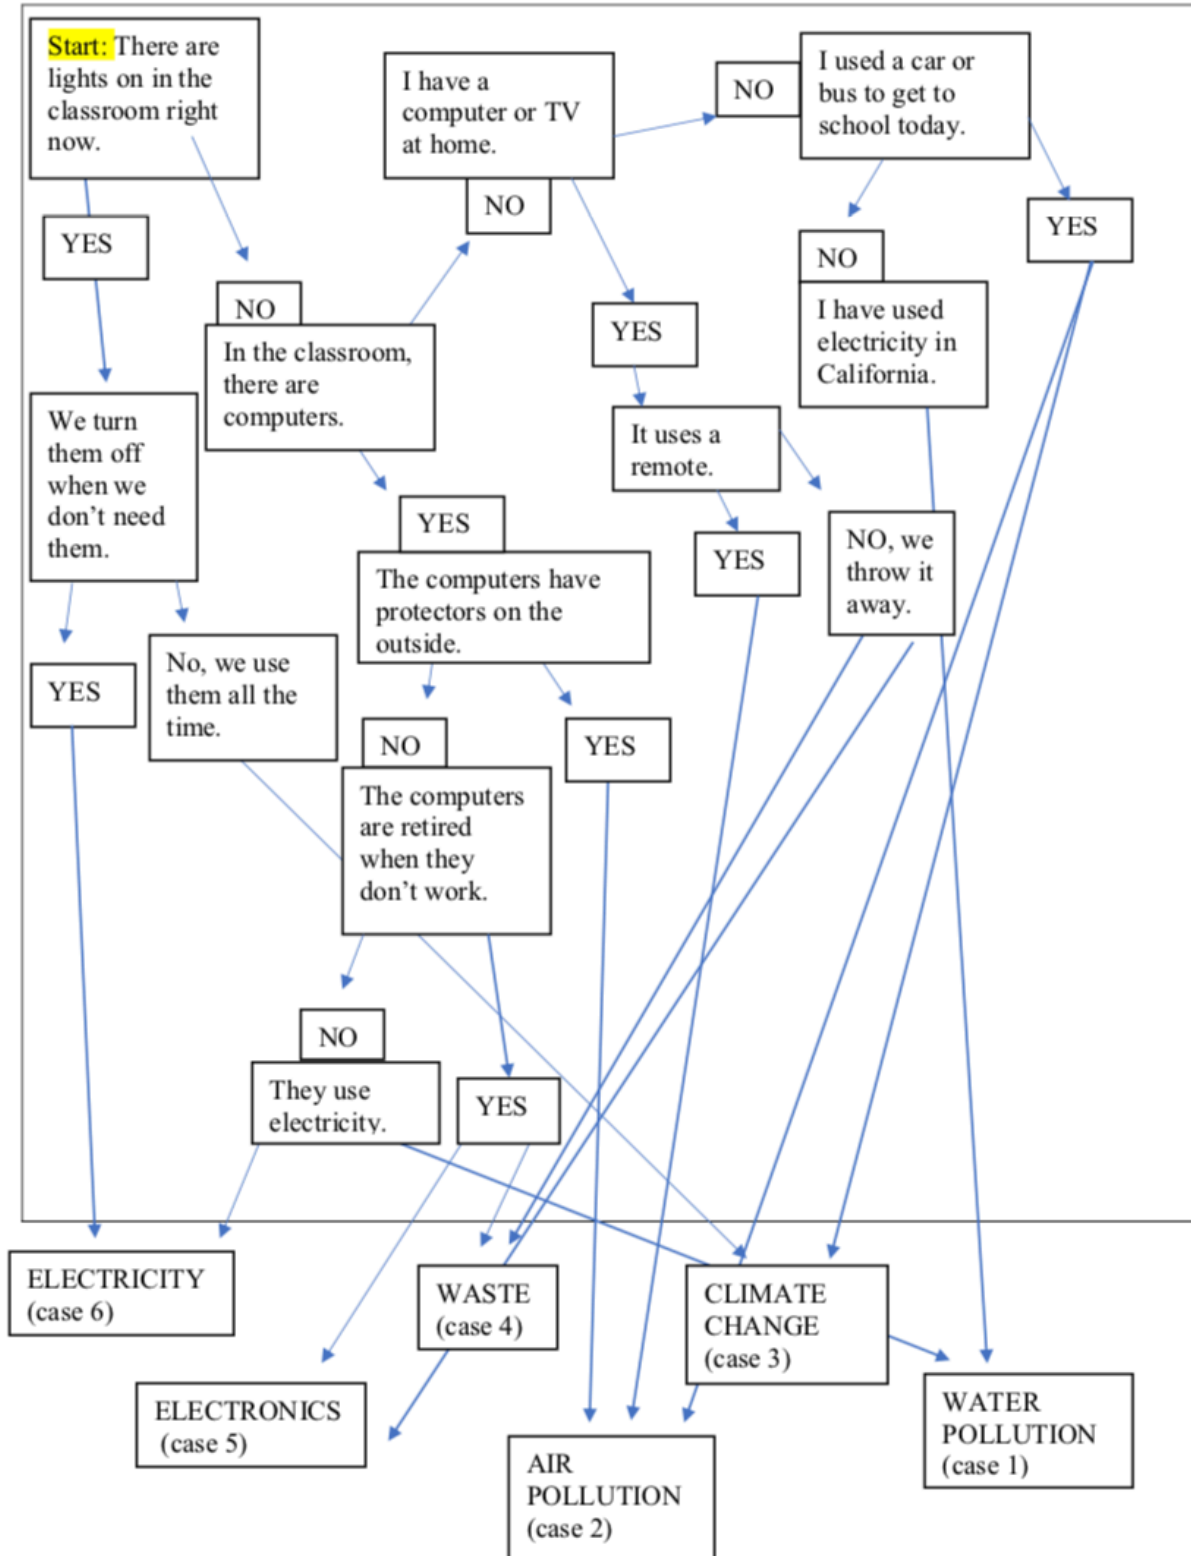 Start: There are
lights on in the
classroom right
now.
I have a
computer or TV
at home.
NO
I used a car or
bus to get to
school today.
YES
NO
YES
NO
I have used
electricity in
California.
NO
In the classroom,
there are
computers.
YES
We turn
them off
when we
don't need
them.
It uses a
remote.
YES
NO, we
throw it
away.
YES
The computers have
protectors on the
outside.
YES
No, we use
them all the
time.
NO
YES
The computers
are retired
when they
don't work.
NO
They use
electricity.
YES
ELECTRICITY
(case 6)
WASTE
(case 4)
CLIMATE
CHANGE
(case 3)
ELECTRONICS
(case 5)
AIR
POLLUTION
(case 2)
WATER
POLLUTION
(case 1)